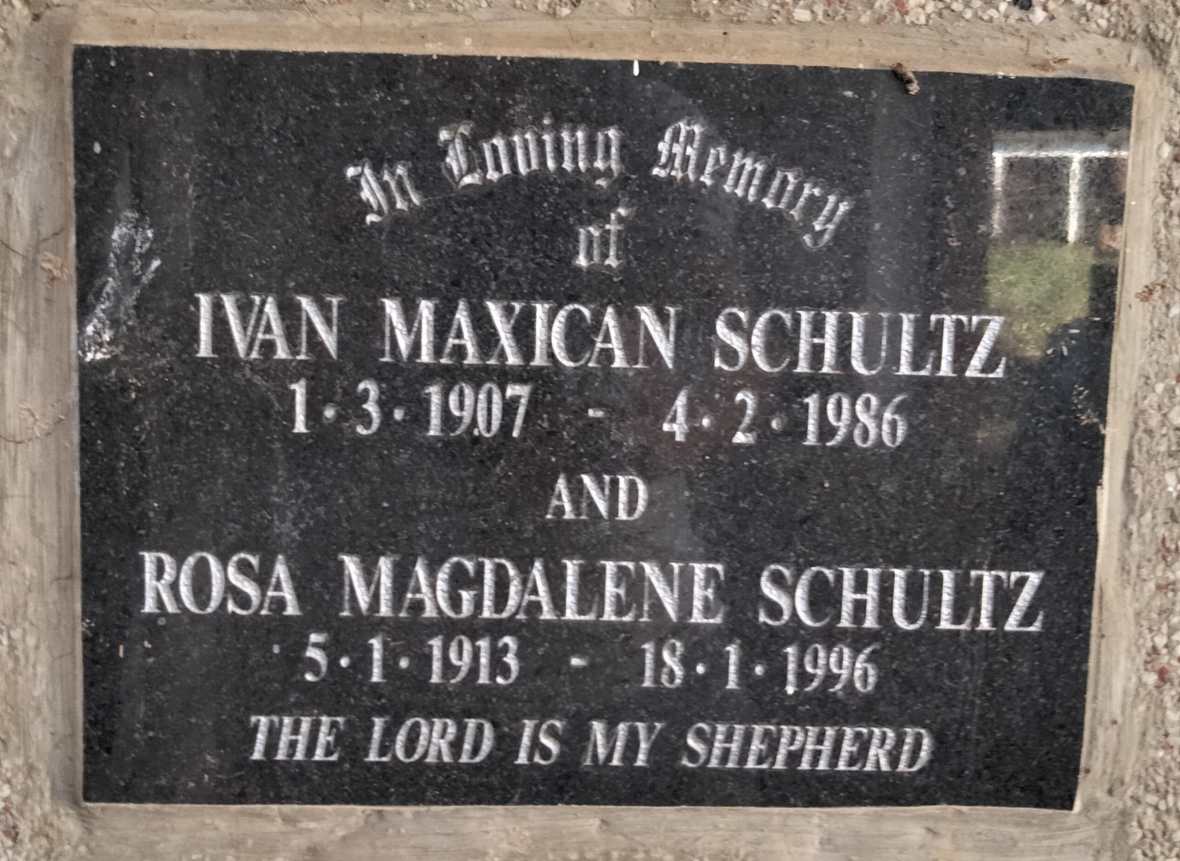 In Loving Memory
of
IVAN MAXICAN SCHULTZ
1·3·1907 - 4·2·1986
AND
ROSA MAGDALENE SCHULTZ
5·1·1913 - 18·1·1996
THE LORD IS MY SHEPHERD